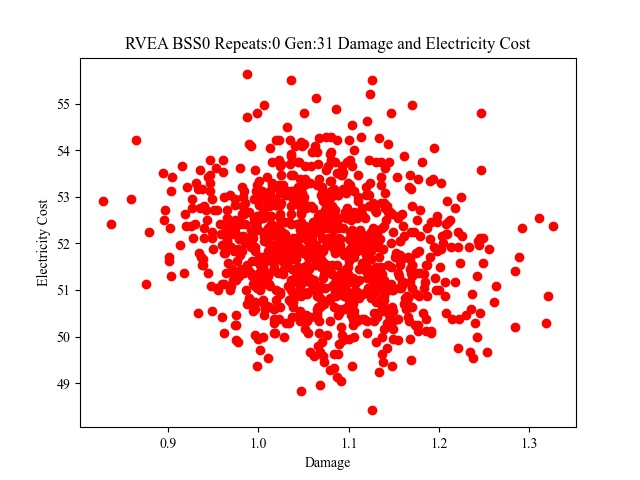 RVEA BSS0 Repeats:0 Gen:31 Damage and Electricity Cost
55
54
53
52
51
50
49
Electricity Cost
0.9 1.0 1.1 1.2 1.3
Damage